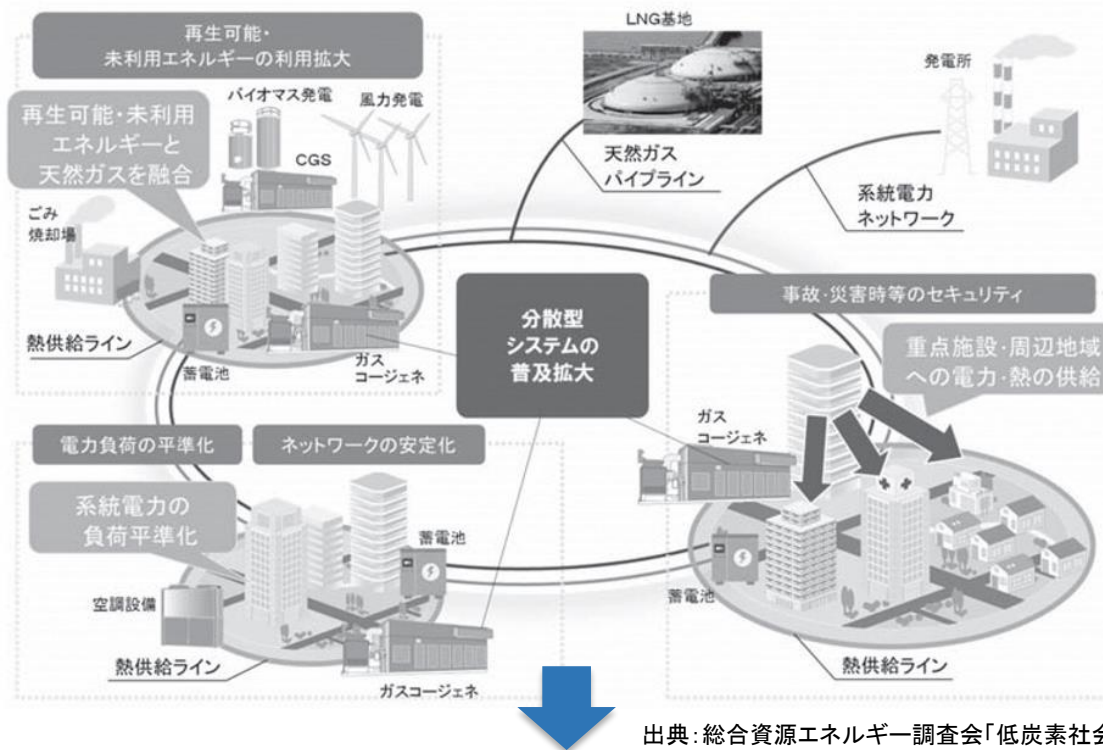 再生可能・
未利用エネルギーの利用拡大
再生可能・未利用
エネルギーと
天然ガスを融合
バイオマス発電
風力発電
CGS
ごみ
焼却場
熱供給ライン
蓄電池
ガス
コージェネ
LNG基地
天然ガス
パイプライン
発電所
系統電力
ネットワーク
分散型
システムの
普及拡大
事故・災害時等のセキュリティ
重点施設・周辺地域
への電力・熱の供給
ガス
コージェネ
蓄電池
熱供給ライン
電力負荷の平準化
ネットワークの安定化
系統電力の
負荷平準化
蓄電池
空調設備
熱供給ライン
ガスコージェネ
出典：総合資源エネルギー調査会「低炭素社会